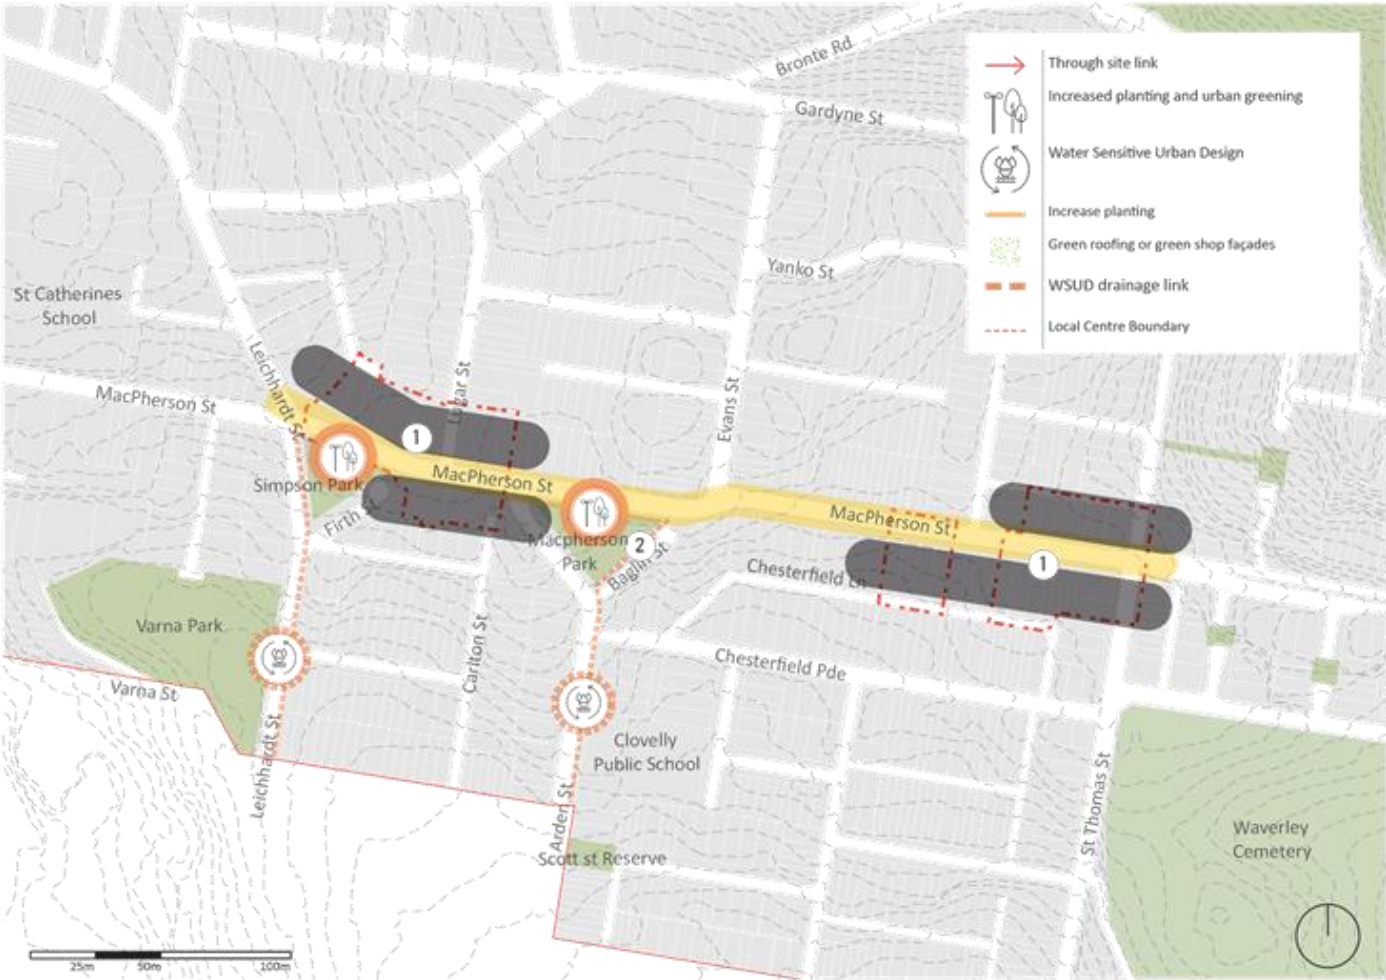 Bronte Rd
Gardyne St
Through site link
Increased planting and urban greening
Water Sensitive Urban Design
Increase planting
Green roofing or green shop façades
WSUD drainage link
Local Centre Boundary
Yanko St
St Catherines
School
Leichhardt St
MacPherson St
Evans St
1
MacPherson St
Simpson Park
Firth St
MacPherson St
Macpherson
Park
2
Baglin St
1
Chesterfield Ln
Varna Park
Varna St
Carlton St
Chesterfield Pde
Leichhardt St
Clovelly
Public School
Arden St
St Thomas St
Scott st Reserve
Waverley
Cemetery
25m 50m 100m